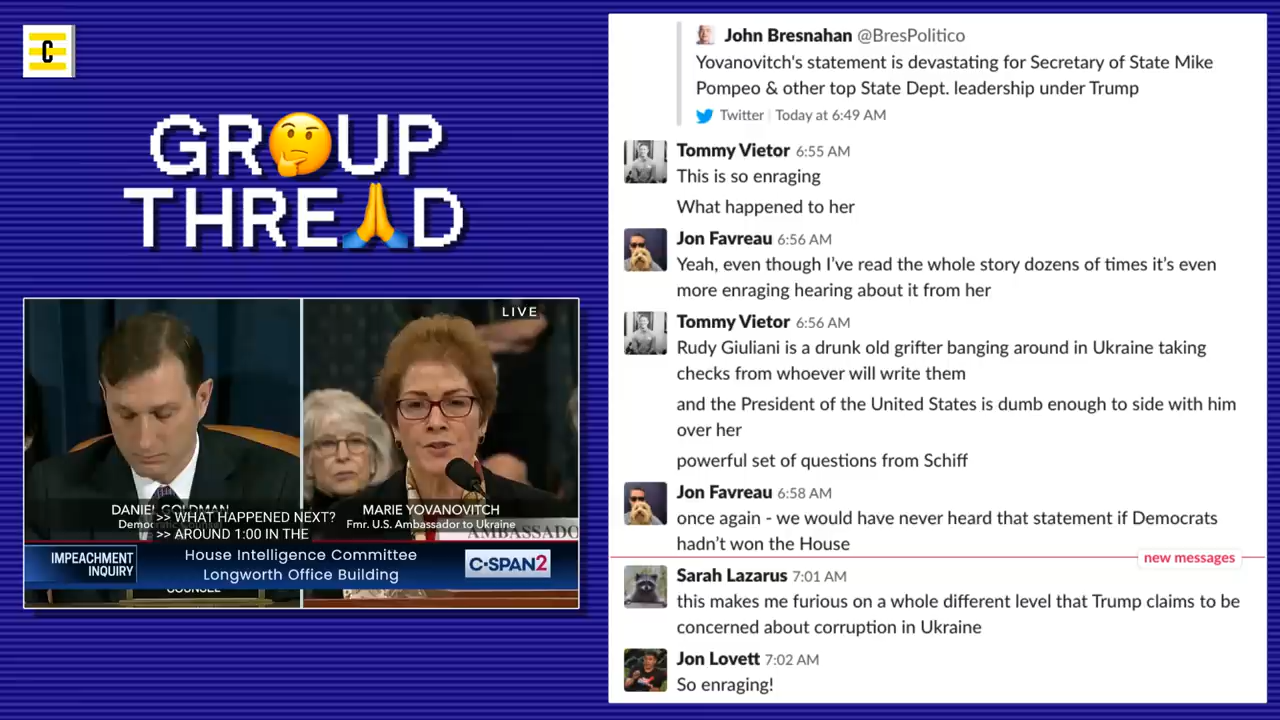 C
GR🤔UP
THRE🙏D
LIVE
DANIEL GOLDMAN
Democratic Counsel
>> WHAT HAPPENED NEXT?
>> AROUND 1:00 IN THE
MARIE YOVANOVITCH
Fmr. U.S. Ambassador to Ukraine
AMBASSADO
IMPEACHMENT
INQUIRY
House Intelligence Committee
Longworth Office Building
C-SPAN2
COUNSEL
John Bresnahan @BresPolitico
Yovanovitch's statement is devastating for Secretary of State Mike
Pompeo & other top State Dept. leadership under Trump
Twitter | Today at 6:49 AM
Tommy Vietor 6:55 AM
This is so enraging
What happened to her
Jon Favreau 6:56 AM
Yeah, even though I've read the whole story dozens of times it's even
more enraging hearing about it from her
Tommy Vietor 6:56 AM
Rudy Giuliani is a drunk old grifter banging around in Ukraine taking
checks from whoever will write them
and the President of the United States is dumb enough to side with him
over her
powerful set of questions from Schiff
Jon Favreau 6:58 AM
once again - we would have never heard that statement if Democrats
hadn't won the House
new messages
Sarah Lazarus 7:01 AM
this makes me furious on a whole different level that Trump claims to be
concerned about corruption in Ukraine
Jon Lovett 7:02 AM
So enraging!